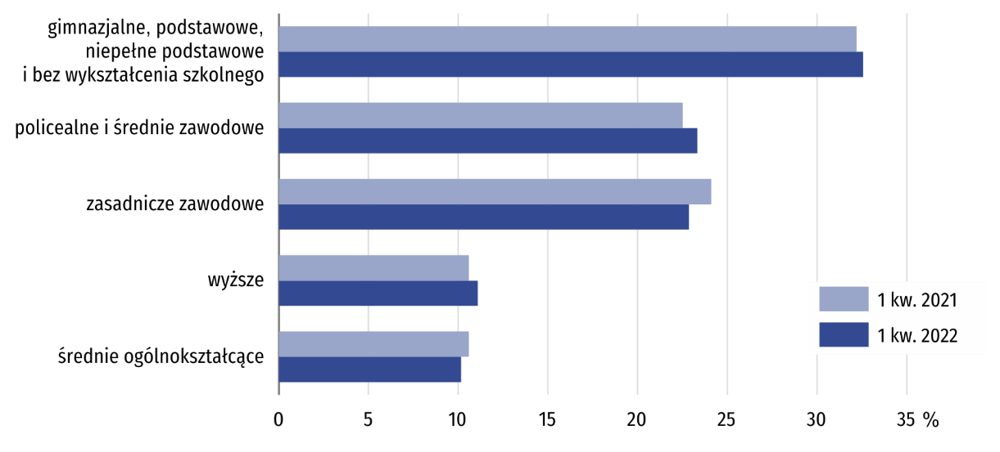 gimnazjalne, podstawowe,
niepełne podstawowe
i bez wykształcenia szkolnego
policealne i średnie zawodowe
zasadnicze zawodowe
wyższe
średnie ogólnokształcące
1 kw. 2021
1 kw. 2022
0 5 10 15 20 25 30 35 %